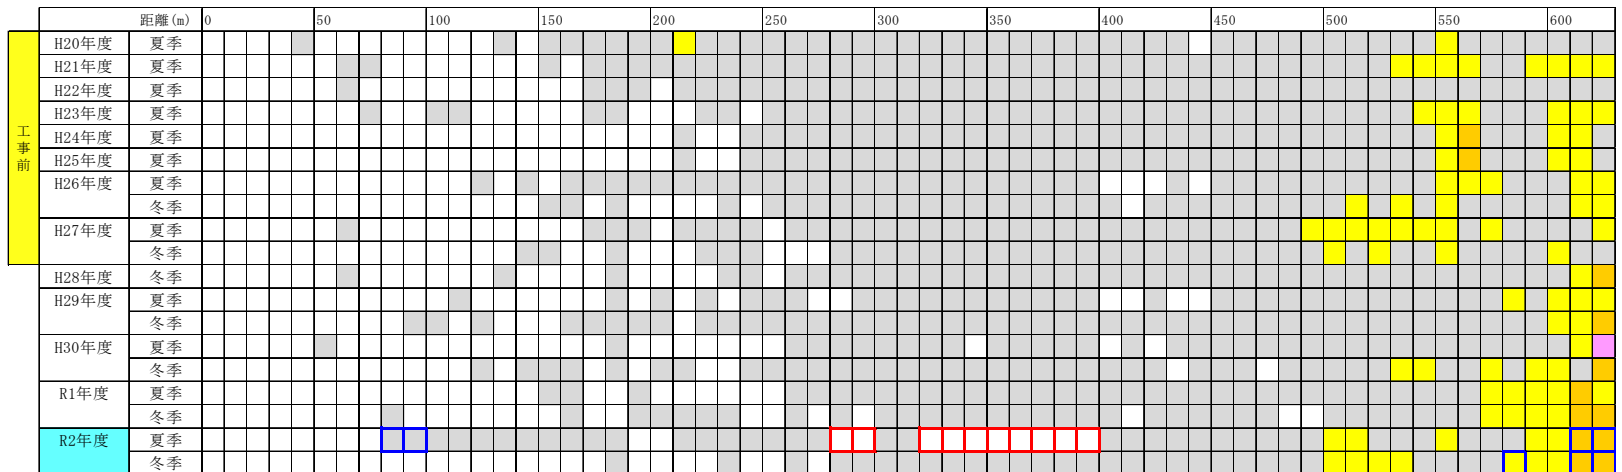 距離(m) 0 50 100 150 200 250 300 350 400 450 500 550 600
工事前
H20年度 夏季
H21年度 夏季
H22年度 夏季
H23年度 夏季
H24年度 夏季
H25年度 夏季
H26年度 夏季
冬季
H27年度 夏季
冬季
H28年度 冬季
H29年度 夏季
冬季
H30年度 夏季
冬季
R1年度 夏季
冬季
R2年度 夏季
冬季